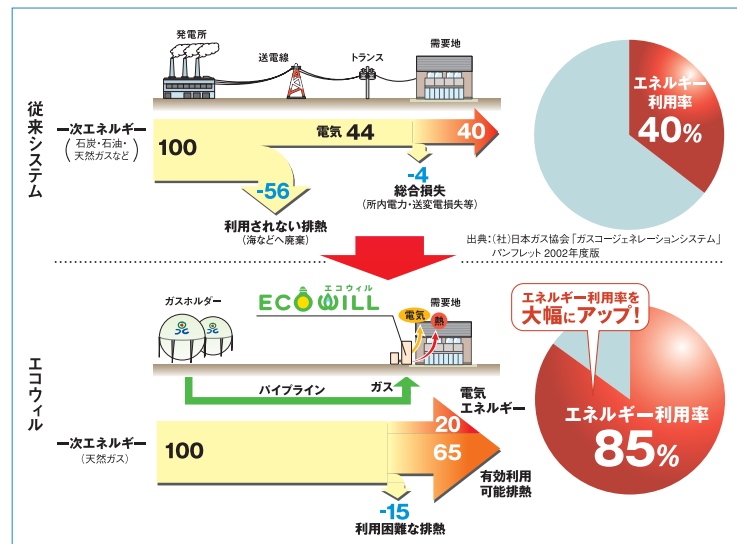 従来システム
発電所
送電線
トランス
需要地
一次エネルギー
(石炭・石油・
天然ガスなど)
100
電気 44
40
-56
利用されない排熱
(海などへ廃棄)
-4
総合損失
(所内電力・送変電損失等)
エネルギー
利用率
40%
出典:(社)日本ガス協会「ガスコージェネレーションシステム」
パンフレット 2002年度版
エコウィル
ガスホルダー
エコウィル
ECOWILL
電気
熱
需要地
パイプライン
ガス
一次エネルギー
(天然ガス)
100
電気
エネルギー
20
65
有効利用
可能排熱
-15
利用困難な排熱
エネルギー利用率を
大幅にアップ!
エネルギー利用率
85%